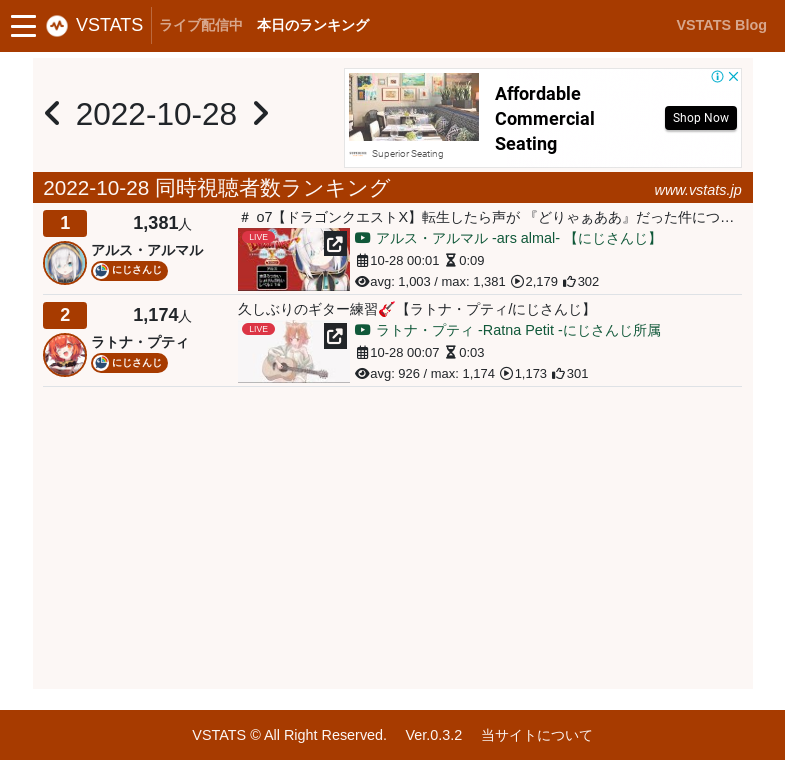 VSTATS ライブ配信中 本日のランキング VSTATS Blog
2022-10-28
Affordable
Commercial
Seating
Shop Now
Superior Seating
2022-10-28 同時視聴者数ランキング www.vstats.jp
1 1,381人
アルス・アルマル
にじさんじ
# o7【ドラゴンクエストX】転生したら声が 『どりゃぁああ』だった件につ…
LIVE
アルス・アルマル -ars almal- 【にじさんじ】
10-28 00:01 0:09
avg: 1,003 / max: 1,381 2,179 302
2 1,174人
ラトナ・プティ
にじさんじ
久しぶりのギター練習🎸【ラトナ・プティ/にじさんじ】
LIVE
ラトナ・プティ -Ratna Petit -にじさんじ所属
10-28 00:07 0:03
avg: 926 / max: 1,174 1,173 301
VSTATS © All Right Reserved. Ver.0.3.2 当サイトについて